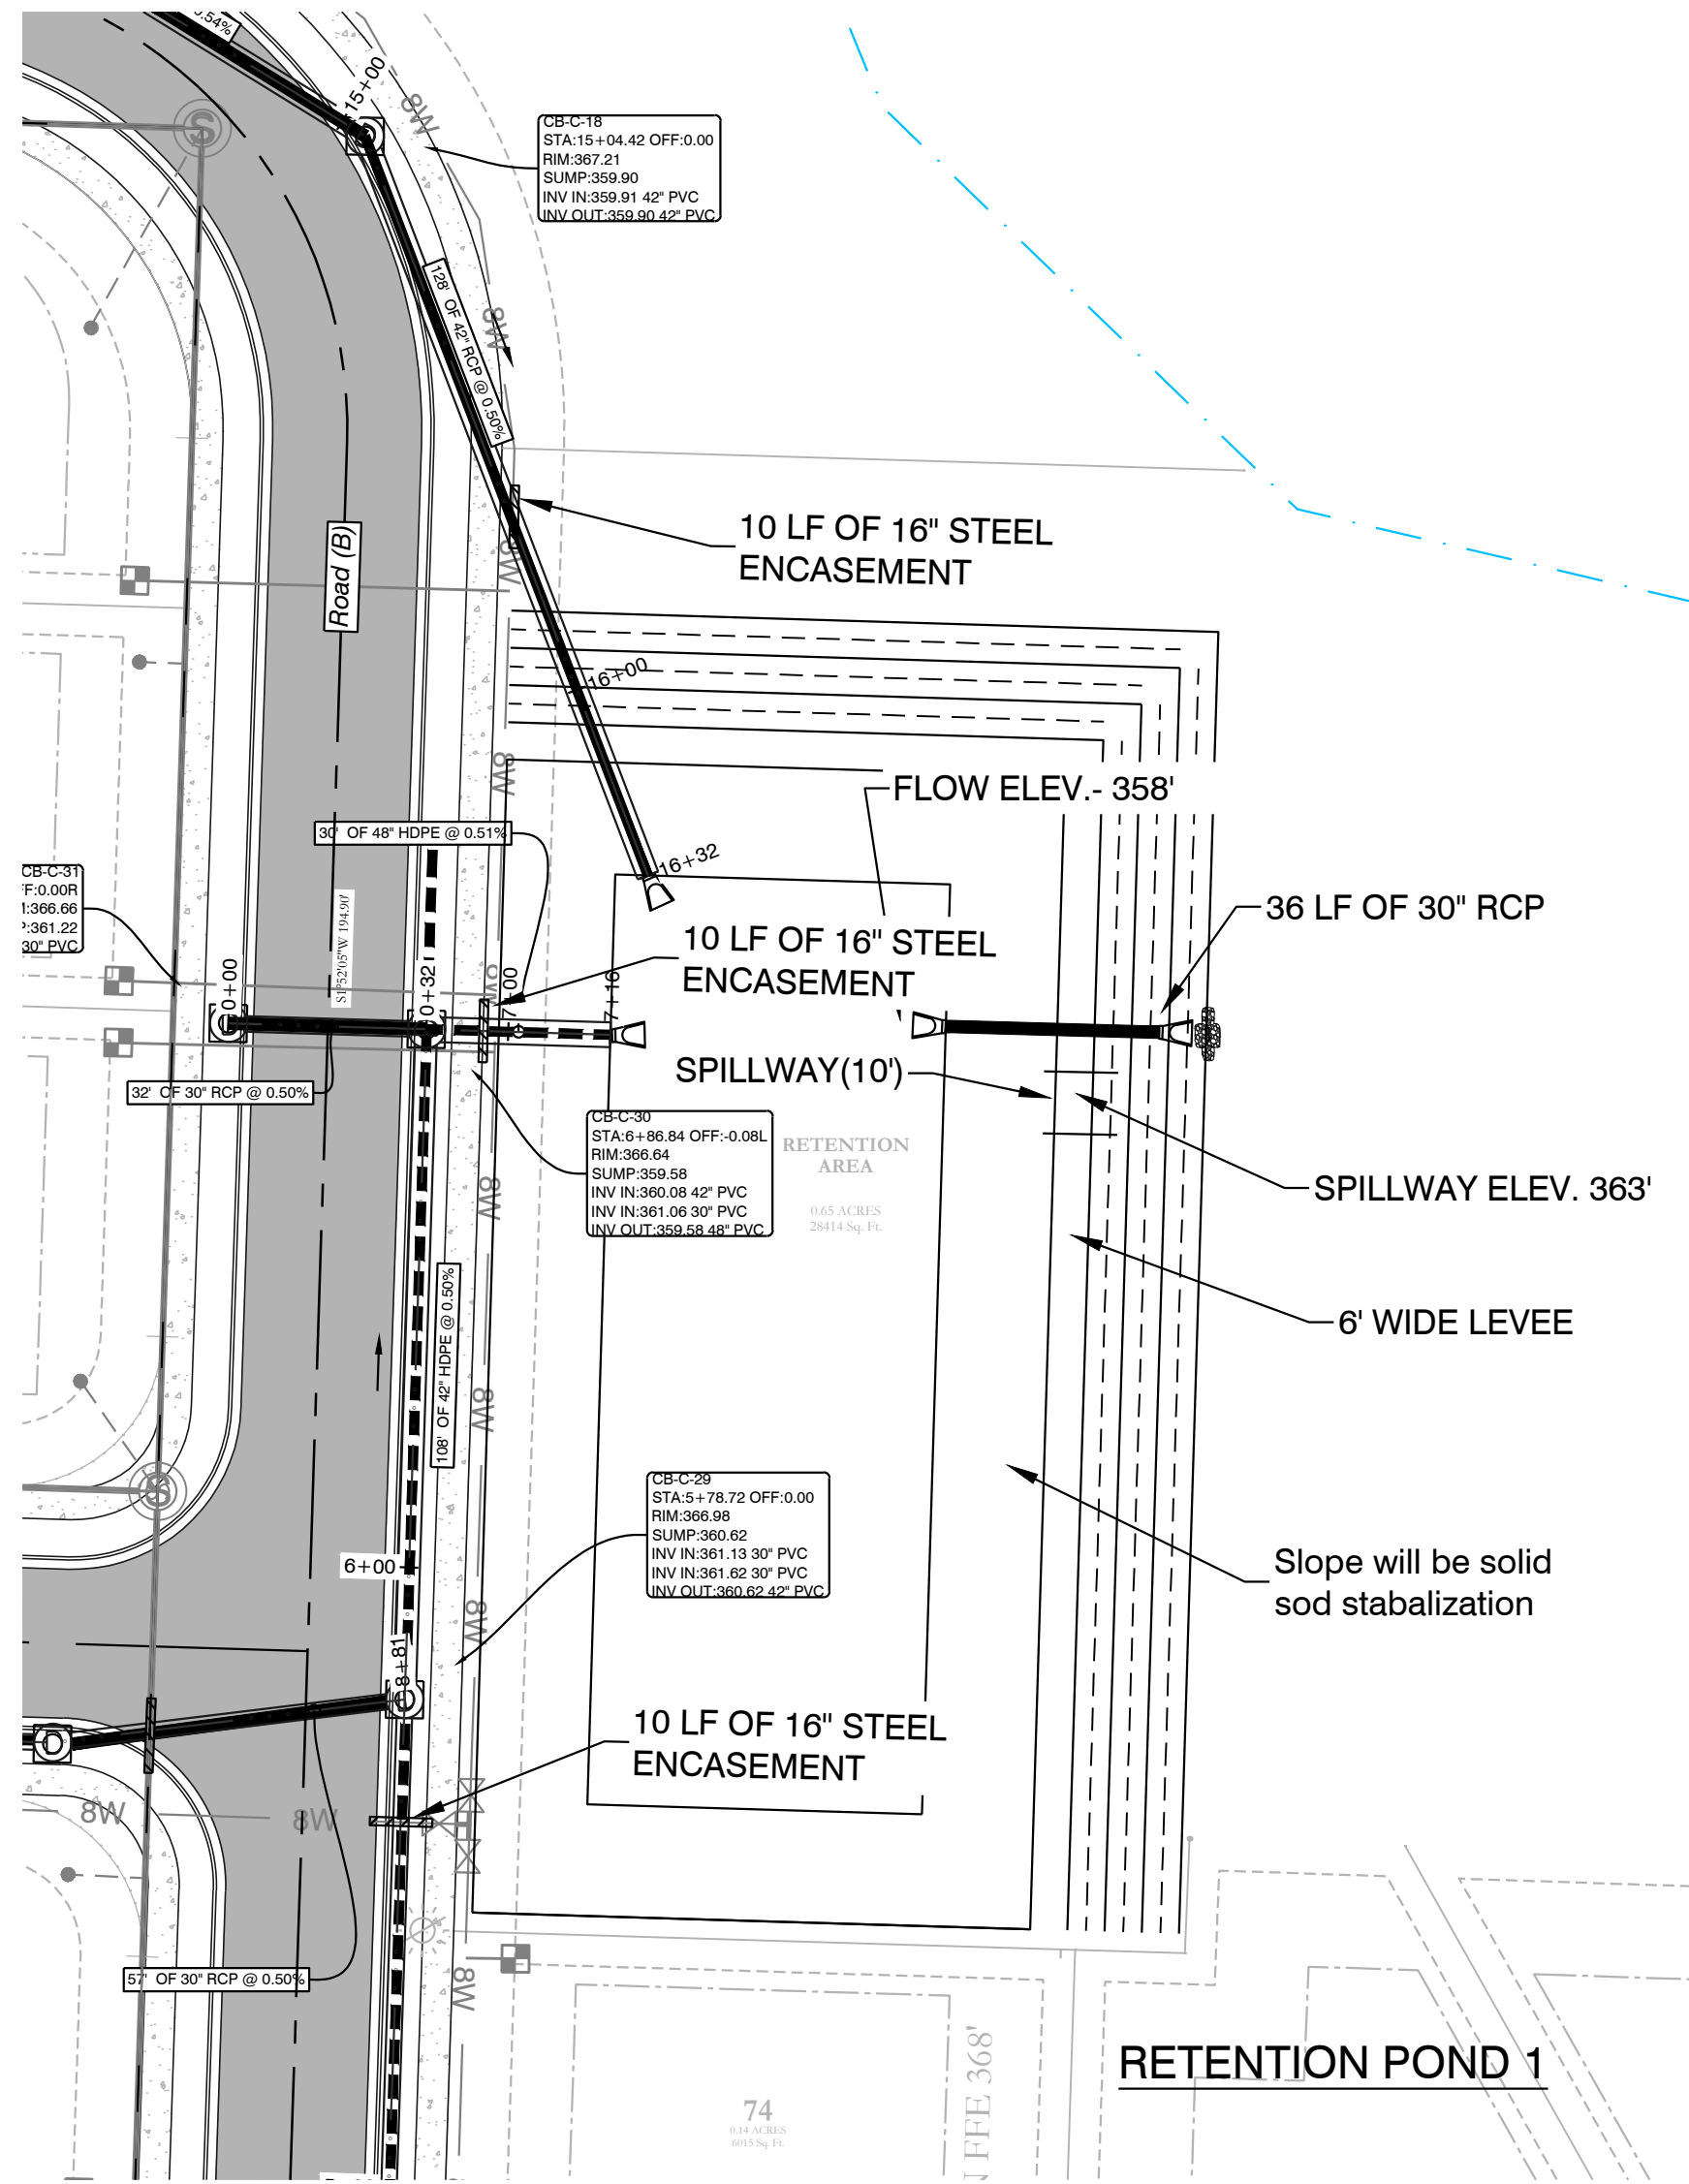 0.54%
15+00
8W
S
CB-C-18
STA:15+04.42 OFF:0.00
RIM:367.21
SUMP:359.90
INV IN:359.91 42" PVC
INV OUT:359.90 42" PVC
128' OF 42" RCP @ 0.50%
8W
10 LF OF 16" STEEL
ENCASEMENT
Road (B)
8W
16+00
8W
FLOW ELEV.- 358'
30' OF 48" HDPE @ 0.51%
16+32
CB-C-31
FF:0.00R
:366.66
P:361.22
30" PVC
S1°52'05"W 194.90'
36 LF OF 30" RCP
10 LF OF 16" STEEL
ENCASEMENT
8W
0+00
0+32
7+00
7+16
32' OF 30" RCP @ 0.50%
SPILLWAY(10')
CB-C-30
STA:6+86.84 OFF:-0.08L
RIM:366.64
SUMP:359.58
INV IN:360.08 42" PVC
INV IN:361.06 30" PVC
INV OUT:359.58 48" PVC
RETENTION
AREA
0.65 ACRES
28414 Sq. Ft.
SPILLWAY ELEV. 363'
8W
6' WIDE LEVEE
108' OF 42" HDPE @ 0.50%
8W
S
CB-C-29
STA:5+78.72 OFF:0.00
RIM:366.98
SUMP:360.62
INV IN:361.13 30" PVC
INV IN:361.62 30" PVC
INV OUT:360.62 42" PVC
6+00
Slope will be solid
sod stabalization
8W
8+81
D
D
10 LF OF 16" STEEL
ENCASEMENT
8W
8W
57' OF 30" RCP @ 0.50%
8W
FFE 368'
RETENTION POND 1
74
0.14 ACRES
6015 Sq. Ft.